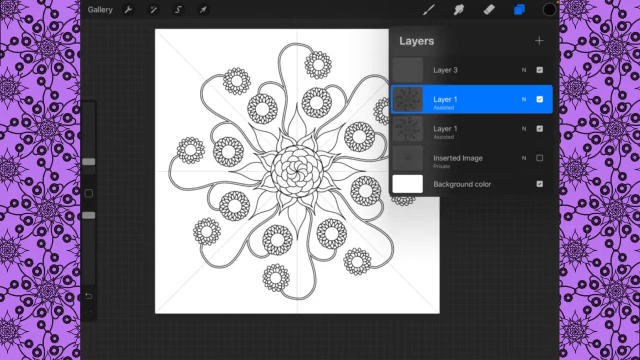 Gallery
Layers
Layer 3 N
Layer 1 N
Assisted
Layer 1 N
Assisted
Inserted Image N
Private
Background color